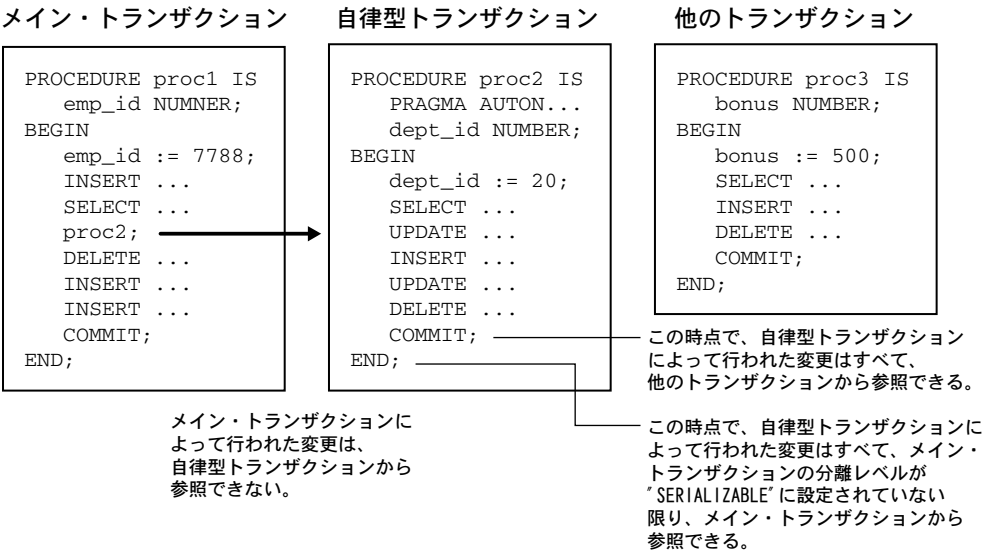 メイン・トランザクション
PROCEDURE proc1 IS
emp_id NUMNER;
BEGIN
emp_id := 7788;
INSERT ...
SELECT ...
proc2;
DELETE ...
INSERT ...
INSERT ...
COMMIT;
END;
自律型トランザクション
PROCEDURE proc2 IS
PRAGMA AUTON...
dept_id NUMBER;
BEGIN
dept_id := 20;
SELECT ...
UPDATE ...
INSERT ...
UPDATE ...
DELETE ...
COMMIT;
END;
他のトランザクション
PROCEDURE proc3 IS
bonus NUMBER;
BEGIN
bonus := 500;
SELECT ...
INSERT ...
DELETE ...
COMMIT;
END;
この時点で、自律型トランザクション
によって行われた変更はすべて、
他のトランザクションから参照できる。
メイン・トランザクションに
よって行われた変更は、
自律型トランザクションから
参照できない。
この時点で、自律型トランザクションに
よって行われた変更はすべて、メイン・
トランザクションの分離レベルが
"SERIALIZABLE"に設定されていない
限り、メイン・トランザクションから
参照できる。